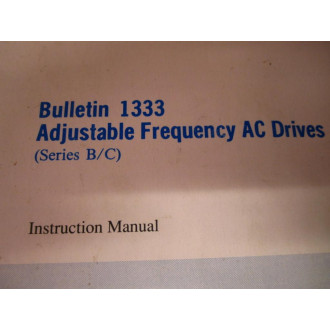 Bulletin 1333
Adjustable Frequency AC Drives
(Series B/C)
Instruction Manual